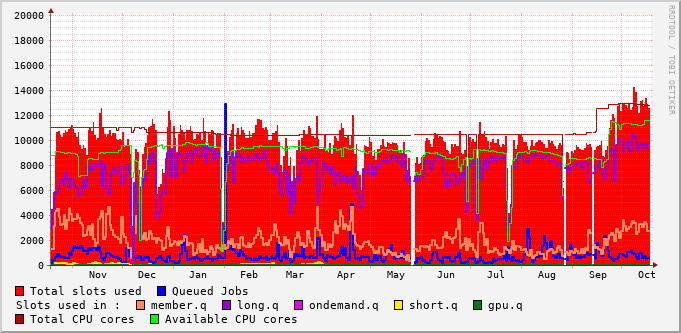 20000
18000
16000
14000
12000
10000
8000
6000
4000
2000
0
Nov Dec Jan Feb Mar Apr May Jun Jul Aug Sep Oct
RRDTOOL / TOBI OETIKER
Total slots used Queued Jobs
Slots used in : member.q long.q ondemand.q short.q gpu.q
Total CPU cores Available CPU cores